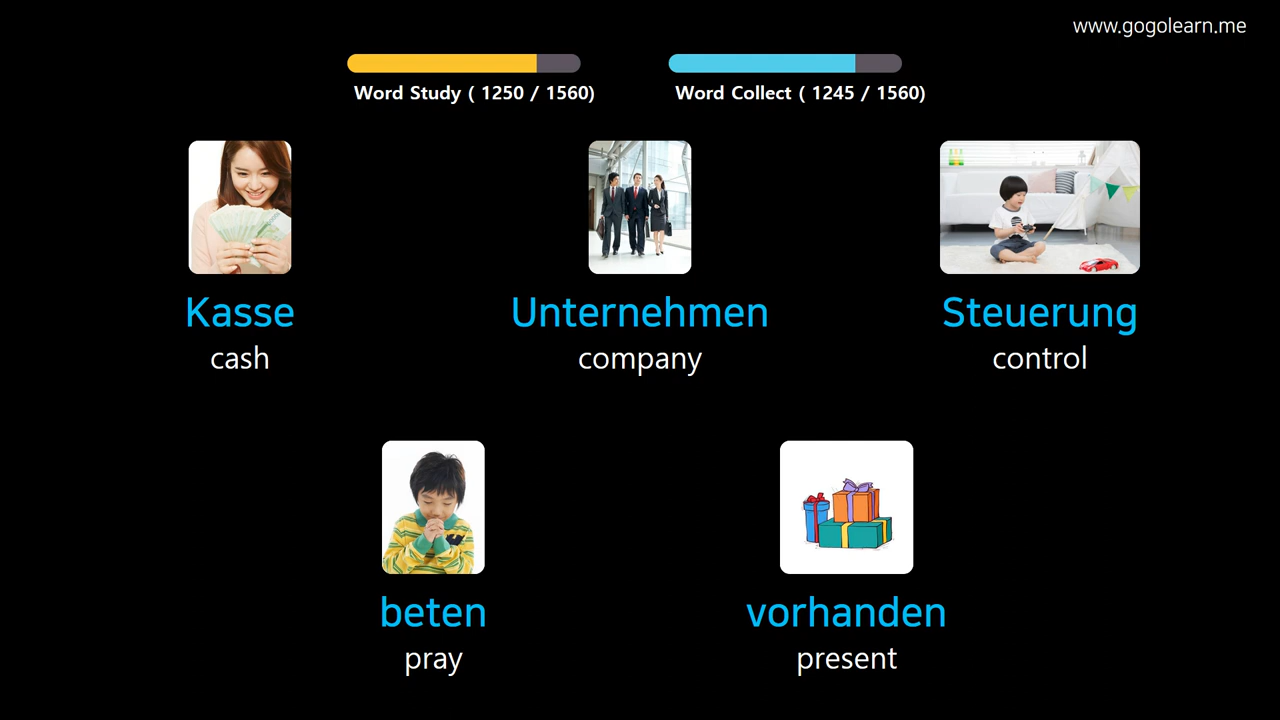 www.gogolearn.me
Word Study ( 1250 / 1560)
Word Collect ( 1245 / 1560)
Kasse
cash
Unternehmen
company
Steuerung
control
beten
pray
vorhanden
present